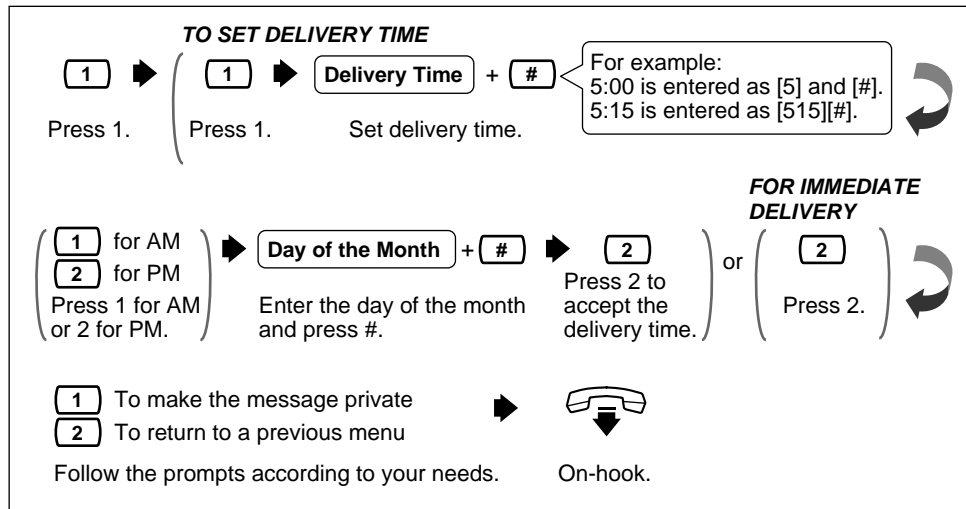 TO SET DELIVERY TIME
1 1 Delivery Time + #
For example:
5:00 is entered as [5] and [#].
5:15 is entered as [515][#].
Press 1. Press 1. Set delivery time.
FOR IMMEDIATE
DELIVERY
1 for AM
2 for PM
Press 1 for AM
or 2 for PM.
Day of the Month + #
Enter the day of the month
and press #.
2
Press 2 to
accept the
delivery time.
or
2
Press 2.
1 To make the message private
2 To return to a previous menu
Follow the prompts according to your needs. On-hook.